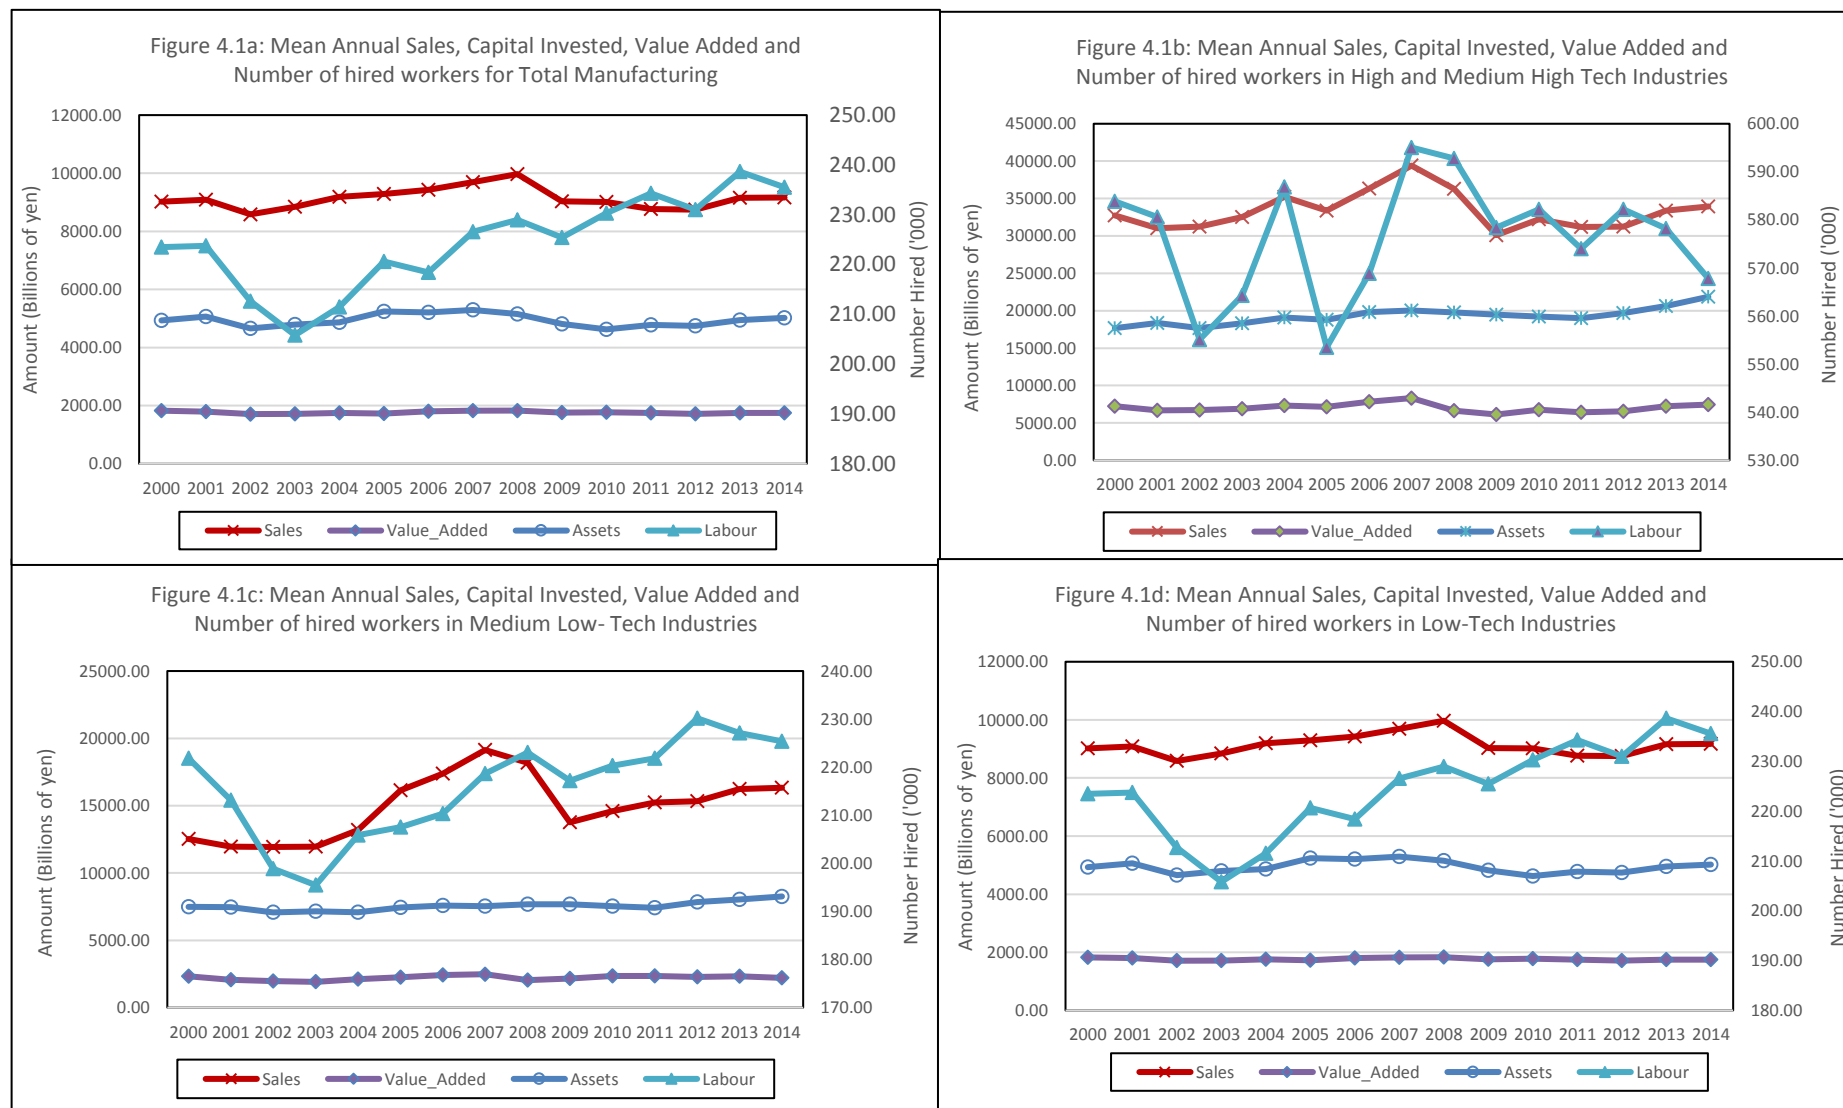 Figure 4.1a: Mean Annual Sales, Capital Invested, Value Added and
Number of hired workers for Total Manufacturing
Amount (Billions of yen)
12000.00
10000.00
8000.00
6000.00
4000.00
2000.00
0.00
250.00
240.00
230.00
220.00
210.00
200.00
190.00
180.00
Number Hired ('000)
2000 2001 2002 2003 2004 2005 2006 2007 2008 2009 2010 2011 2012 2013 2014
Sales Value_Added Assets Labour
Figure 4.1b: Mean Annual Sales, Capital Invested, Value Added and
Number of hired workers in High and Medium High Tech Industries
Amount (Billions of yen)
45000.00
40000.00
35000.00
30000.00
25000.00
20000.00
15000.00
10000.00
5000.00
0.00
600.00
590.00
580.00
570.00
560.00
550.00
540.00
530.00
Number Hired ('000)
2000 2001 2002 2003 2004 2005 2006 2007 2008 2009 2010 2011 2012 2013 2014
Sales Value_Added Assets Labour
Figure 4.1c: Mean Annual Sales, Capital Invested, Value Added and
Number of hired workers in Medium Low- Tech Industries
Amount (Billions of yen)
25000.00
20000.00
15000.00
10000.00
5000.00
0.00
240.00
230.00
220.00
210.00
200.00
190.00
180.00
170.00
Number Hired ('000)
2000 2001 2002 2003 2004 2005 2006 2007 2008 2009 2010 2011 2012 2013 2014
Sales Value_Added Assets Labour
Figure 4.1d: Mean Annual Sales, Capital Invested, Value Added and
Number of hired workers in Low-Tech Industries
Amount (Billions of yen)
12000.00
10000.00
8000.00
6000.00
4000.00
2000.00
0.00
250.00
240.00
230.00
220.00
210.00
200.00
190.00
180.00
Number Hired ('000)
2000 2001 2002 2003 2004 2005 2006 2007 2008 2009 2010 2011 2012 2013 2014
Sales Value_Added Assets Labour